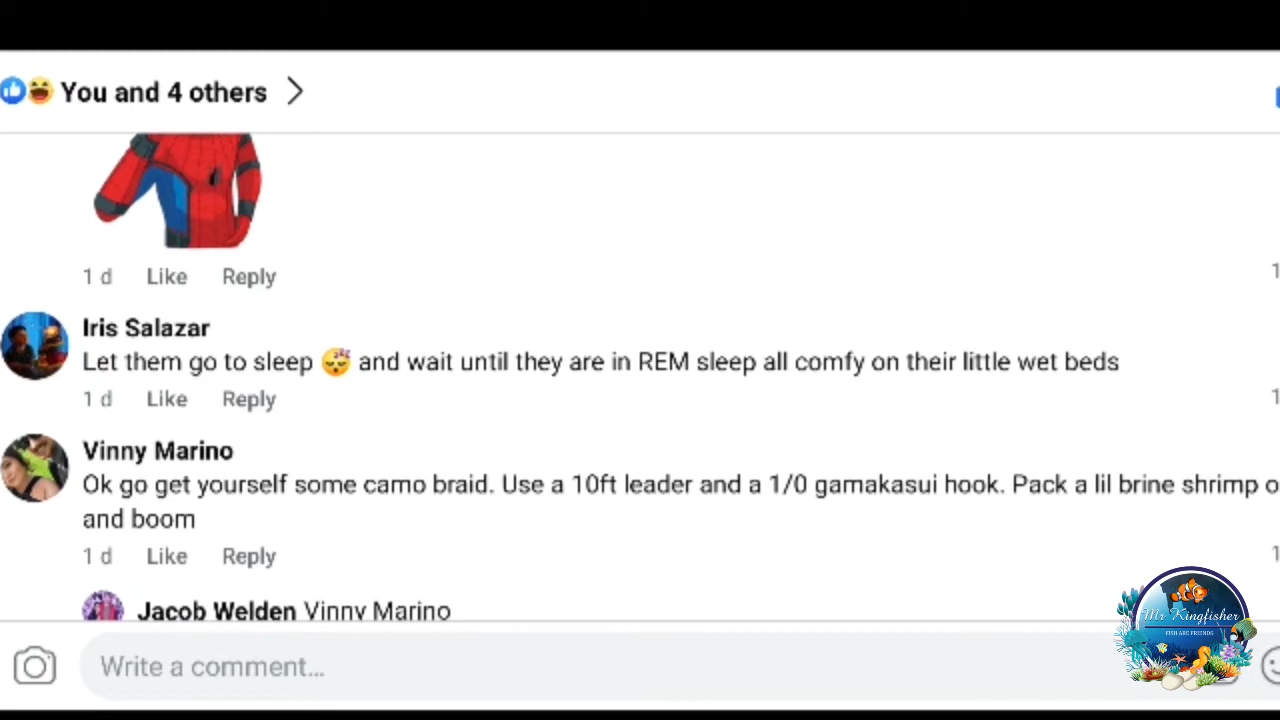 You and 4 others
1 d Like Reply
Iris Salazar
Let them go to sleep 😴 and wait until they are in REM sleep all comfy on their little wet beds
1 d Like Reply
Vinny Marino
Ok go get yourself some camo braid. Use a 10ft leader and a 1/0 gamakasui hook. Pack a lil brine shrimp
and boom
1 d Like Reply
Jacob Welden Vinny Marino
Write a comment...
Mr Kingfisher
FISH ARE FRIENDS